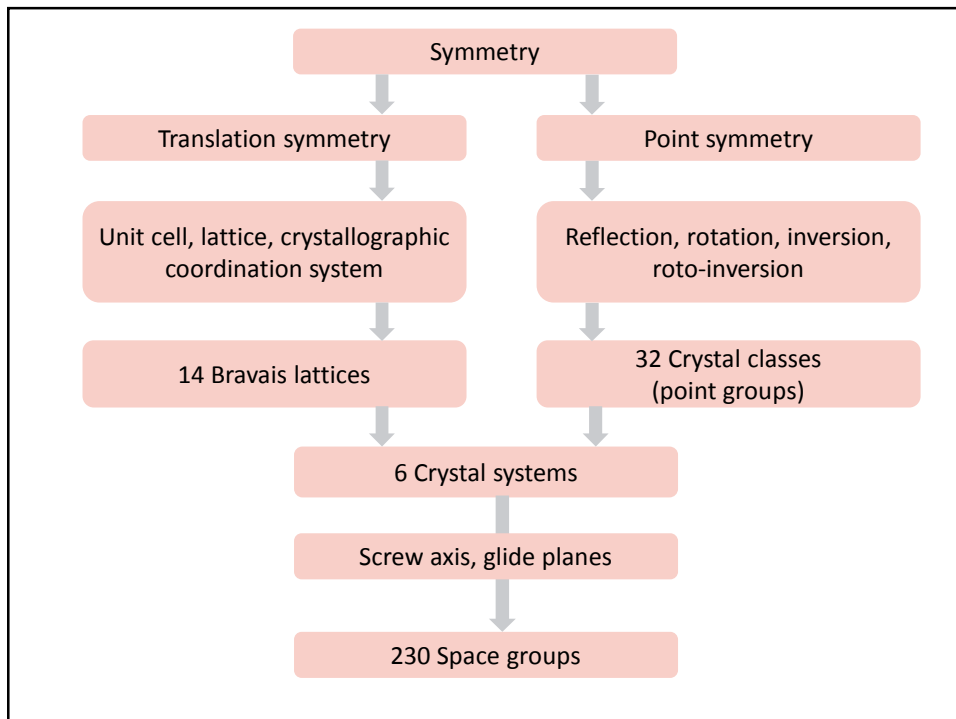 Symmetry
Translation symmetry
Point symmetry
Unit cell, lattice, crystallographic
coordination system
Reflection, rotation, inversion,
roto-inversion
14 Bravais lattices
32 Crystal classes
(point groups)
6 Crystal systems
Screw axis, glide planes
230 Space groups